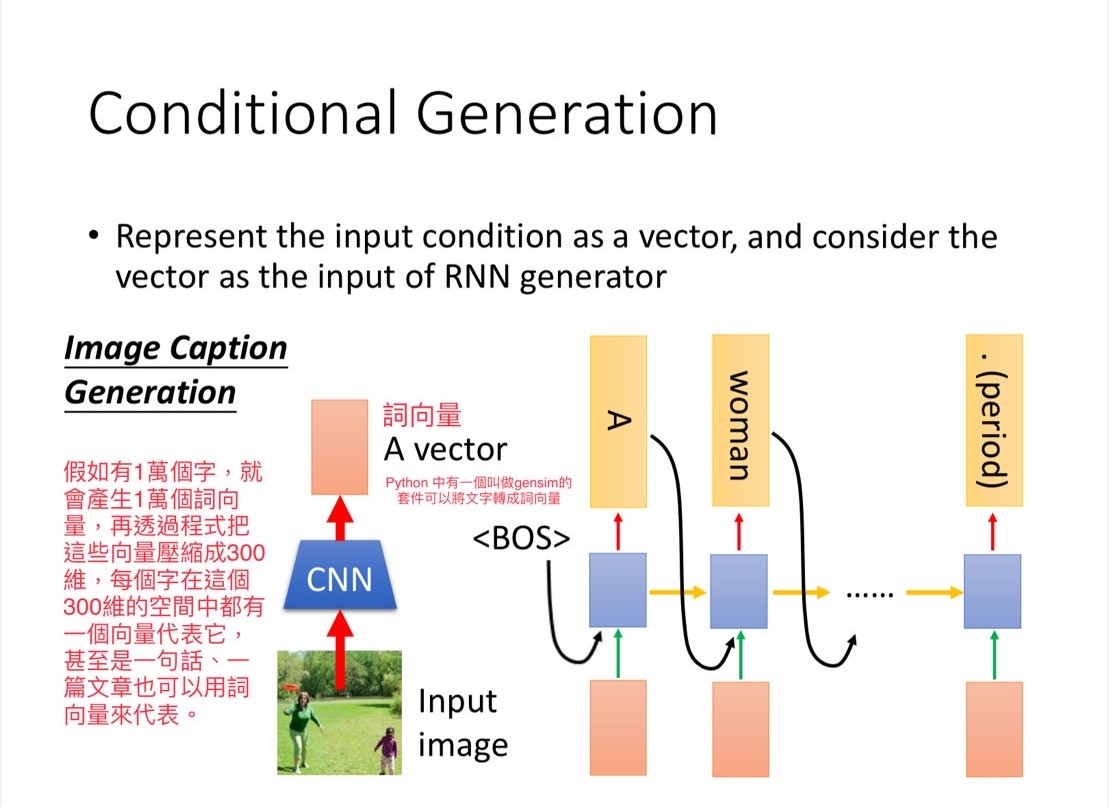 Conditional Generation
• Represent the input condition as a vector, and consider the
vector as the input of RNN generator
Image Caption
Generation
詞向量
A vector
Python 中有一個叫做gensim的
套件可以將文字轉成詞向量
假如有1萬個字，就
會產生1萬個詞向
量，再透過程式把
這些向量壓縮成300
維，每個字在這個
300維的空間中都有
一個向量代表它，
甚至是一句話、一
篇文章也可以用詞
向量來代表。
CNN
Input
image
<BOS>
A
woman
. (period)
......